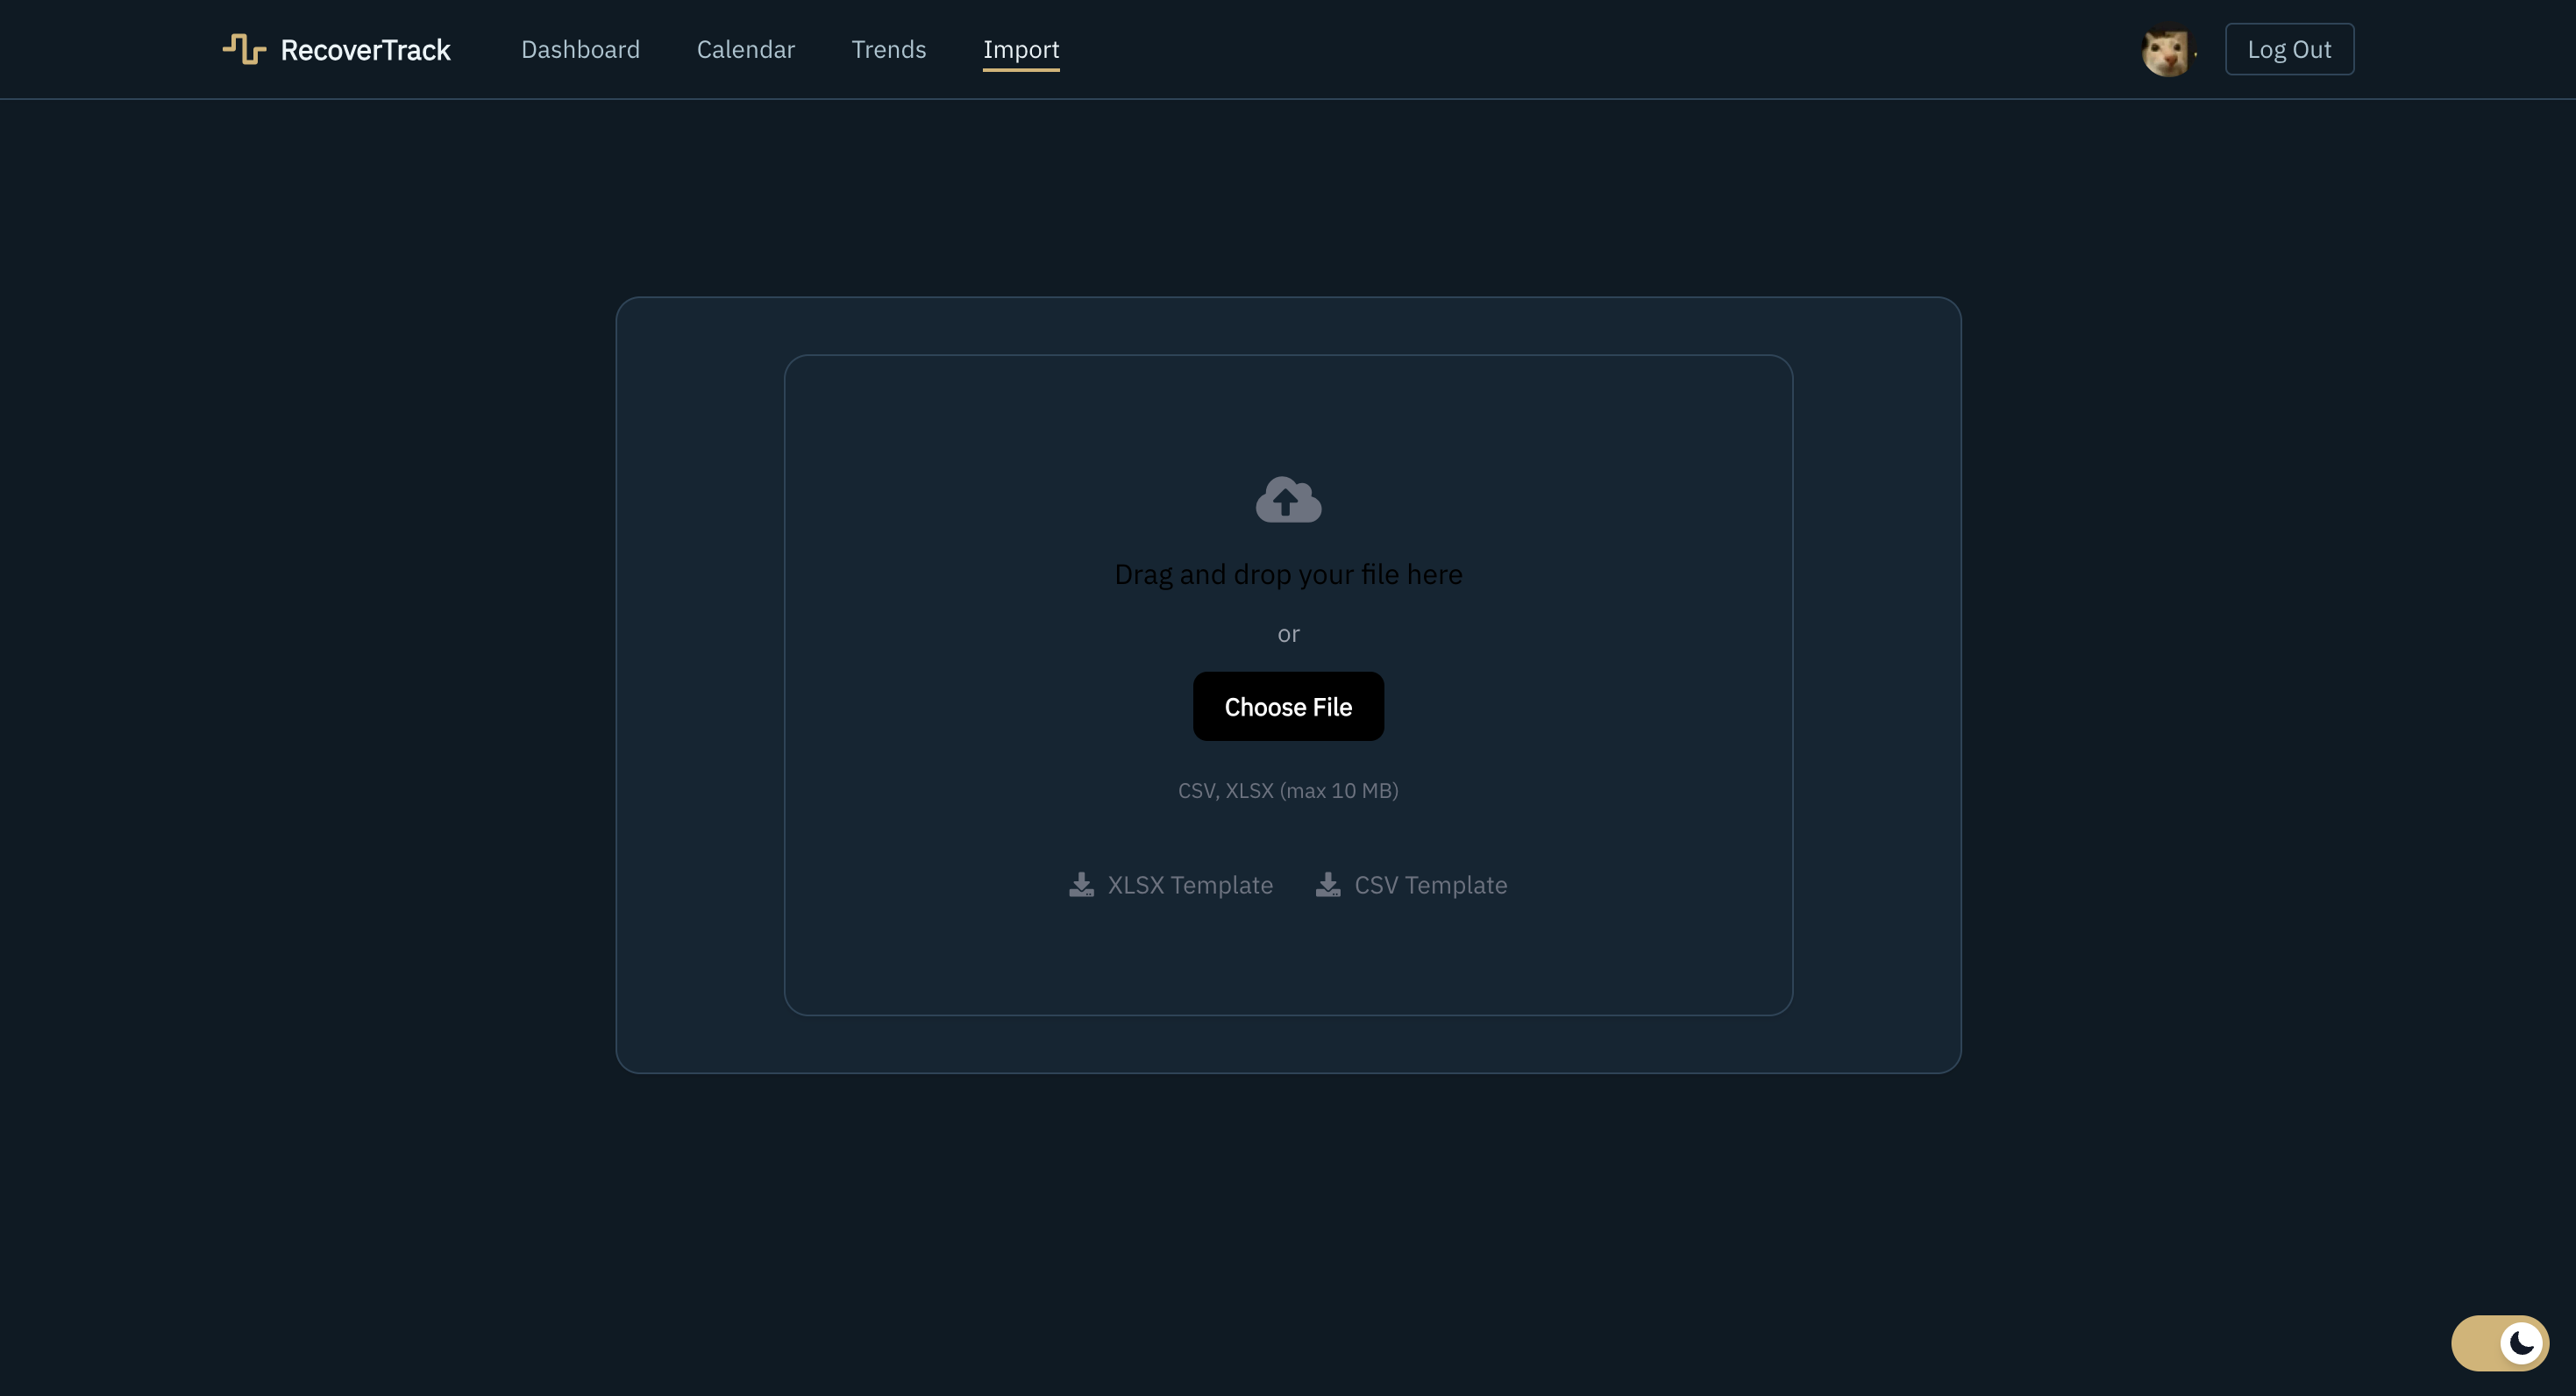 RecoverTrack Dashboard Calendar Trends Import Log Out
Drag and drop your file here
or
Choose File
CSV, XLSX (max 10 MB)
XLSX Template CSV Template